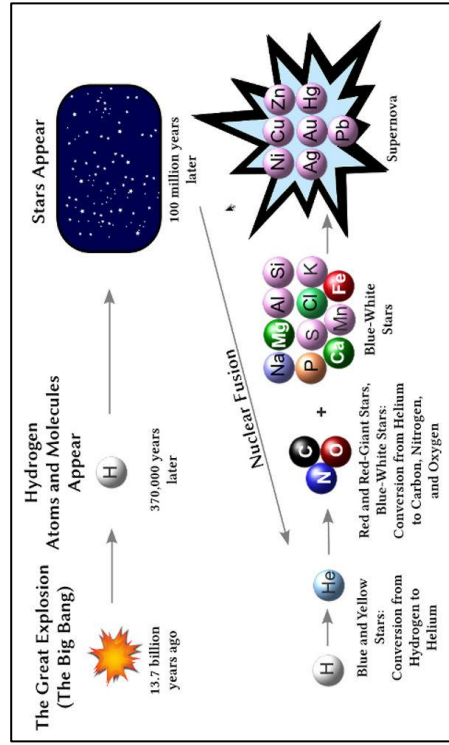 The Great Explosion
(The Big Bang)
Hydrogen
Atoms and Molecules
Appear
Stars Appear
H
13.7 billion
years ago
370,000 years
later
100 million years
later
Nuclear Fusion
H
He
C
N
O
+
Na
Mg
Al
Si
P
S
Cl
K
Ca
Mn
Fe
Ni
Cu
Zn
Ag
Au
Hg
Pb
Blue and Yellow
Stars:
Conversion from
Hydrogen to
Helium
Red and Red-Giant Stars,
Blue-White Stars:
Conversion from Helium
to Carbon, Nitrogen,
and Oxygen
Blue-White
Stars
Supernova